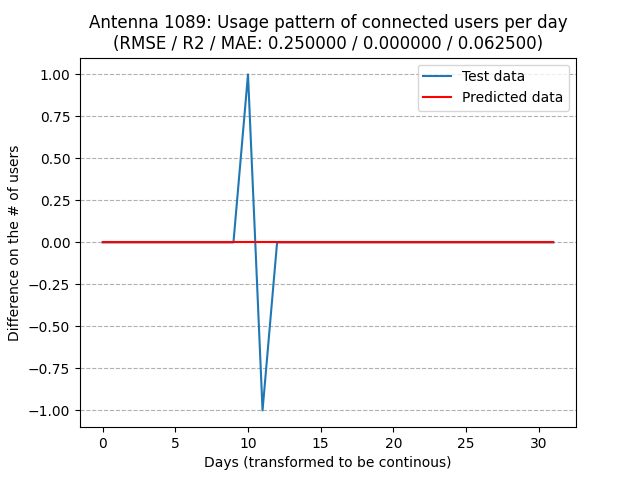 Antenna 1089: Usage pattern of connected users per day
(RMSE / R2 / MAE: 0.250000 / 0.000000 / 0.062500)
Test data
Predicted data
Difference on the # of users
1.00
0.75
0.50
0.25
0.00
−0.25
−0.50
−0.75
−1.00
0 5 10 15 20 25 30
Days (transformed to be continous)